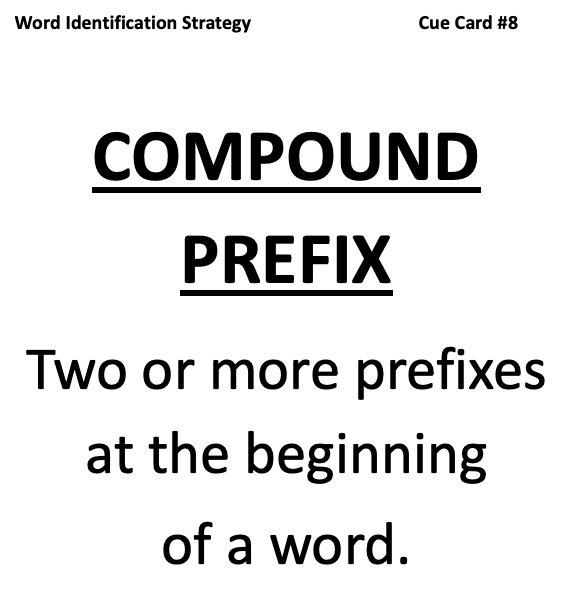 Word Identification Strategy Cue Card #8
COMPOUND
PREFIX
Two or more prefixes
at the beginning
of a word.